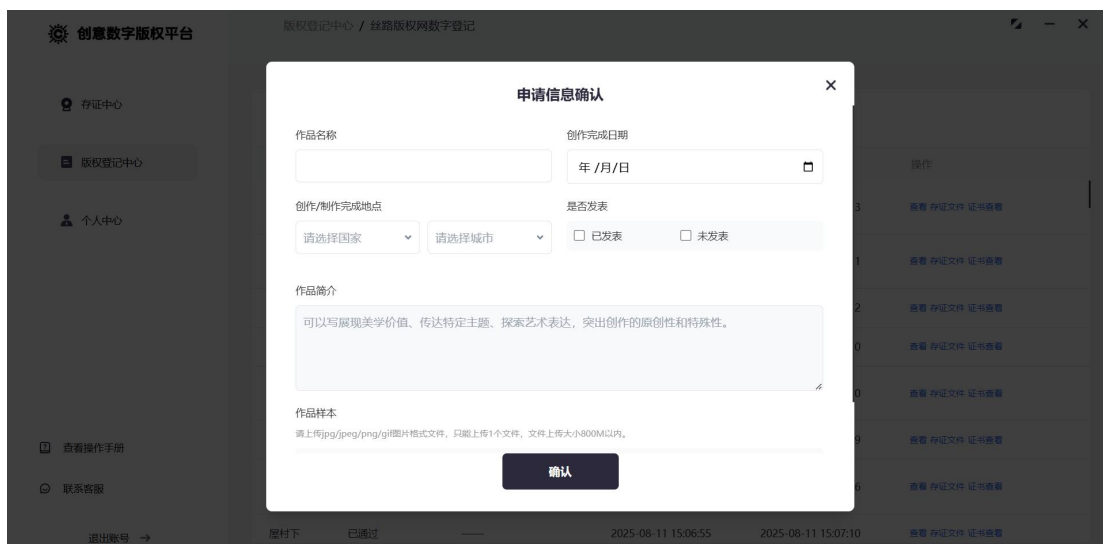 创意数字版权平台
版权登记中心 / 丝路版权网数字登记
存证中心
版权登记中心
个人中心
查看操作手册
联系客服
退出账号 →
申请信息确认
作品名称
创作完成日期
年 /月/日
创作/制作完成地点
是否发表
请选择国家
请选择城市
已发表
未发表
作品简介
可以写展现美学价值、传达特定主题、探索艺术表达，突出创作的原创性和特殊性。
作品样本
请上传jpg/jpeg/png/gif图片格式文件，只能上传1个文件，文件上传大小800M以内。
确认
操作
3 查看 存证文件 证书查看
1 查看 存证文件 证书查看
2 查看 存证文件 证书查看
0 查看 存证文件 证书查看
0 查看 存证文件 证书查看
9 查看 存证文件 证书查看
6 查看 存证文件 证书查看
屋村下 已通过 —— 2025-08-11 15:06:55 2025-08-11 15:07:10 查看 存证文件 证书查看